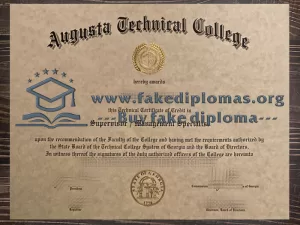 Augusta Technical College
hereby awards
this Technical Certificate of Credit in
www.fakediplomas.org
Supervisor / Management Specialist
---Buy fake diploma---
upon the recommendation of the Faculty of the College and having met the requirements authorized by
the State Board of the Technical College System of Georgia and the Board of Directors.
In witness thereof the signatures of the duly authorized officers of the College are hereunto